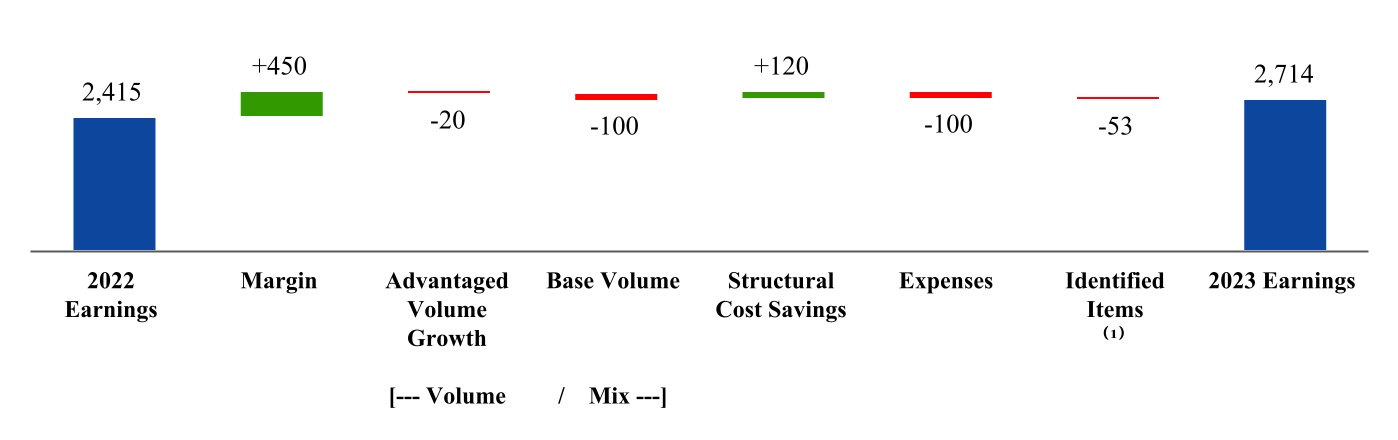 +450
+120
2,714
2,415
-20
-100
-100
-53
2022 Earnings
Margin
Advantaged Volume Growth
Base Volume
Structural Cost Savings
Expenses
Identified Items ⁽¹⁾
2023 Earnings
[--- Volume / Mix ---]